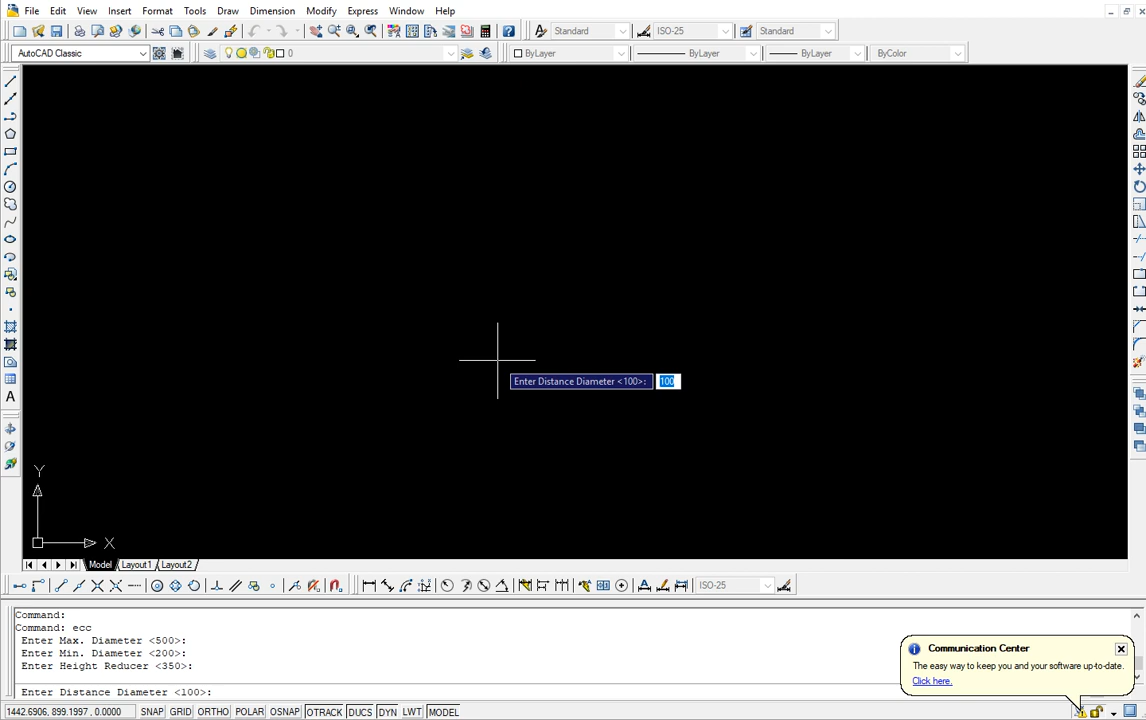 File Edit View Insert Format Tools Draw Dimension Modify Express Window Help
Standard ISO-25 Standard
AutoCAD Classic 0 ByLayer ByLayer ByLayer ByColor
Enter Distance Diameter <100>: 100
Y
X
Model Layout1 Layout2
ISO-25
Command:
Command: ecc
Enter Max. Diameter <500>:
Enter Min. Diameter <200>:
Enter Height Reducer <350>:
Enter Distance Diameter <100>:
Communication Center
The easy way to keep you and your software up-to-date.
Click here.
1442.6906, 899.1997, 0.0000 SNAP GRID ORTHO POLAR OSNAP OTRACK DUCS DYN LWT MODEL